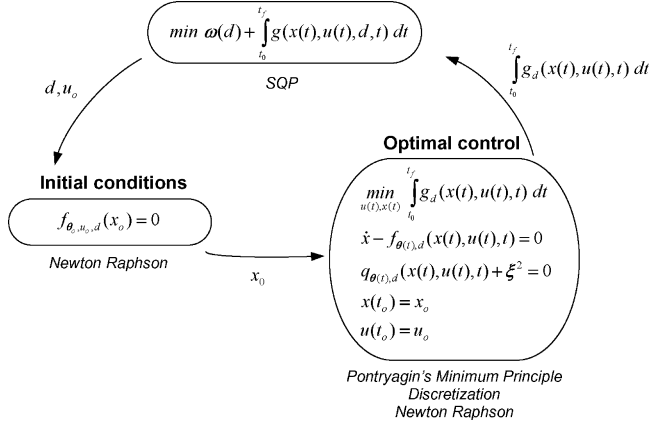 min ω(d) + ∫_{t_0}^{t_f} g(x(t), u(t), d, t) dt
SQP
d, u_o
∫_{t_0}^{t_f} g_d(x(t), u(t), t) dt
Initial conditions
f_{θ_o, u_o, d}(x_o) = 0
Newton Raphson
x_0
Optimal control
min_{u(t), x(t)} ∫_{t_0}^{t_f} g_d(x(t), u(t), t) dt
ẋ − f_{θ(t), d}(x(t), u(t), t) = 0
q_{θ(t), d}(x(t), u(t), t) + ξ² = 0
x(t_o) = x_o
u(t_o) = u_o
Pontryagin's Minimum Principle
Discretization
Newton Raphson